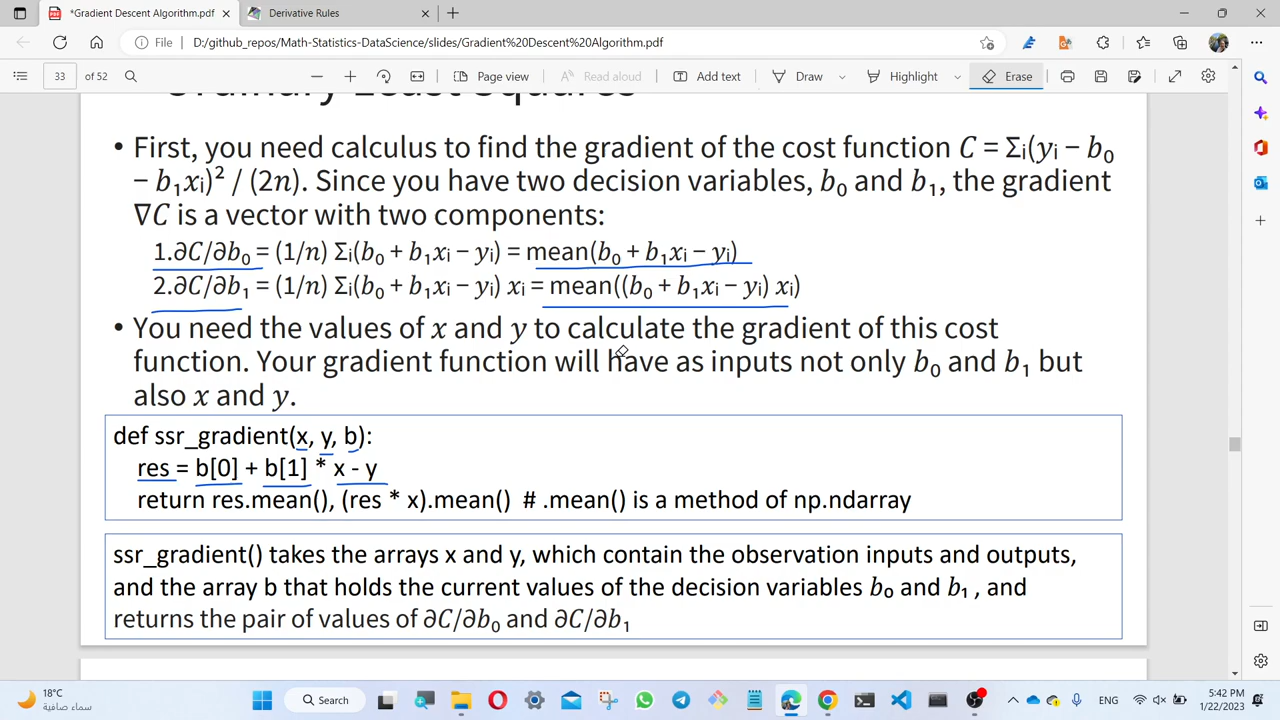 *Gradient Descent Algorithm.pdf
Derivative Rules
File
D:/github_repos/Math-Statistics-DataScience/slides/Gradient%20Descent%20Algorithm.pdf
33 of 52
Page view
Read aloud
Add text
Draw
Highlight
Erase
Ordinary Least Squares
• First, you need calculus to find the gradient of the cost function C = Σᵢ(yᵢ − b₀
− b₁xᵢ)² / (2n). Since you have two decision variables, b₀ and b₁, the gradient
∇C is a vector with two components:
1.∂C/∂b₀ = (1/n) Σᵢ(b₀ + b₁xᵢ − yᵢ) = mean(b₀ + b₁xᵢ − yᵢ)
2.∂C/∂b₁ = (1/n) Σᵢ(b₀ + b₁xᵢ − yᵢ) xᵢ = mean((b₀ + b₁xᵢ − yᵢ) xᵢ)
• You need the values of x and y to calculate the gradient of this cost
function. Your gradient function will have as inputs not only b₀ and b₁ but
also x and y.
def ssr_gradient(x, y, b):
res = b[0] + b[1] * x - y
return res.mean(), (res * x).mean() # .mean() is a method of np.ndarray
ssr_gradient() takes the arrays x and y, which contain the observation inputs and outputs,
and the array b that holds the current values of the decision variables b₀ and b₁ , and
returns the pair of values of ∂C/∂b₀ and ∂C/∂b₁
18°C
سماء صافية
Search
ENG
5:42 PM
1/22/2023